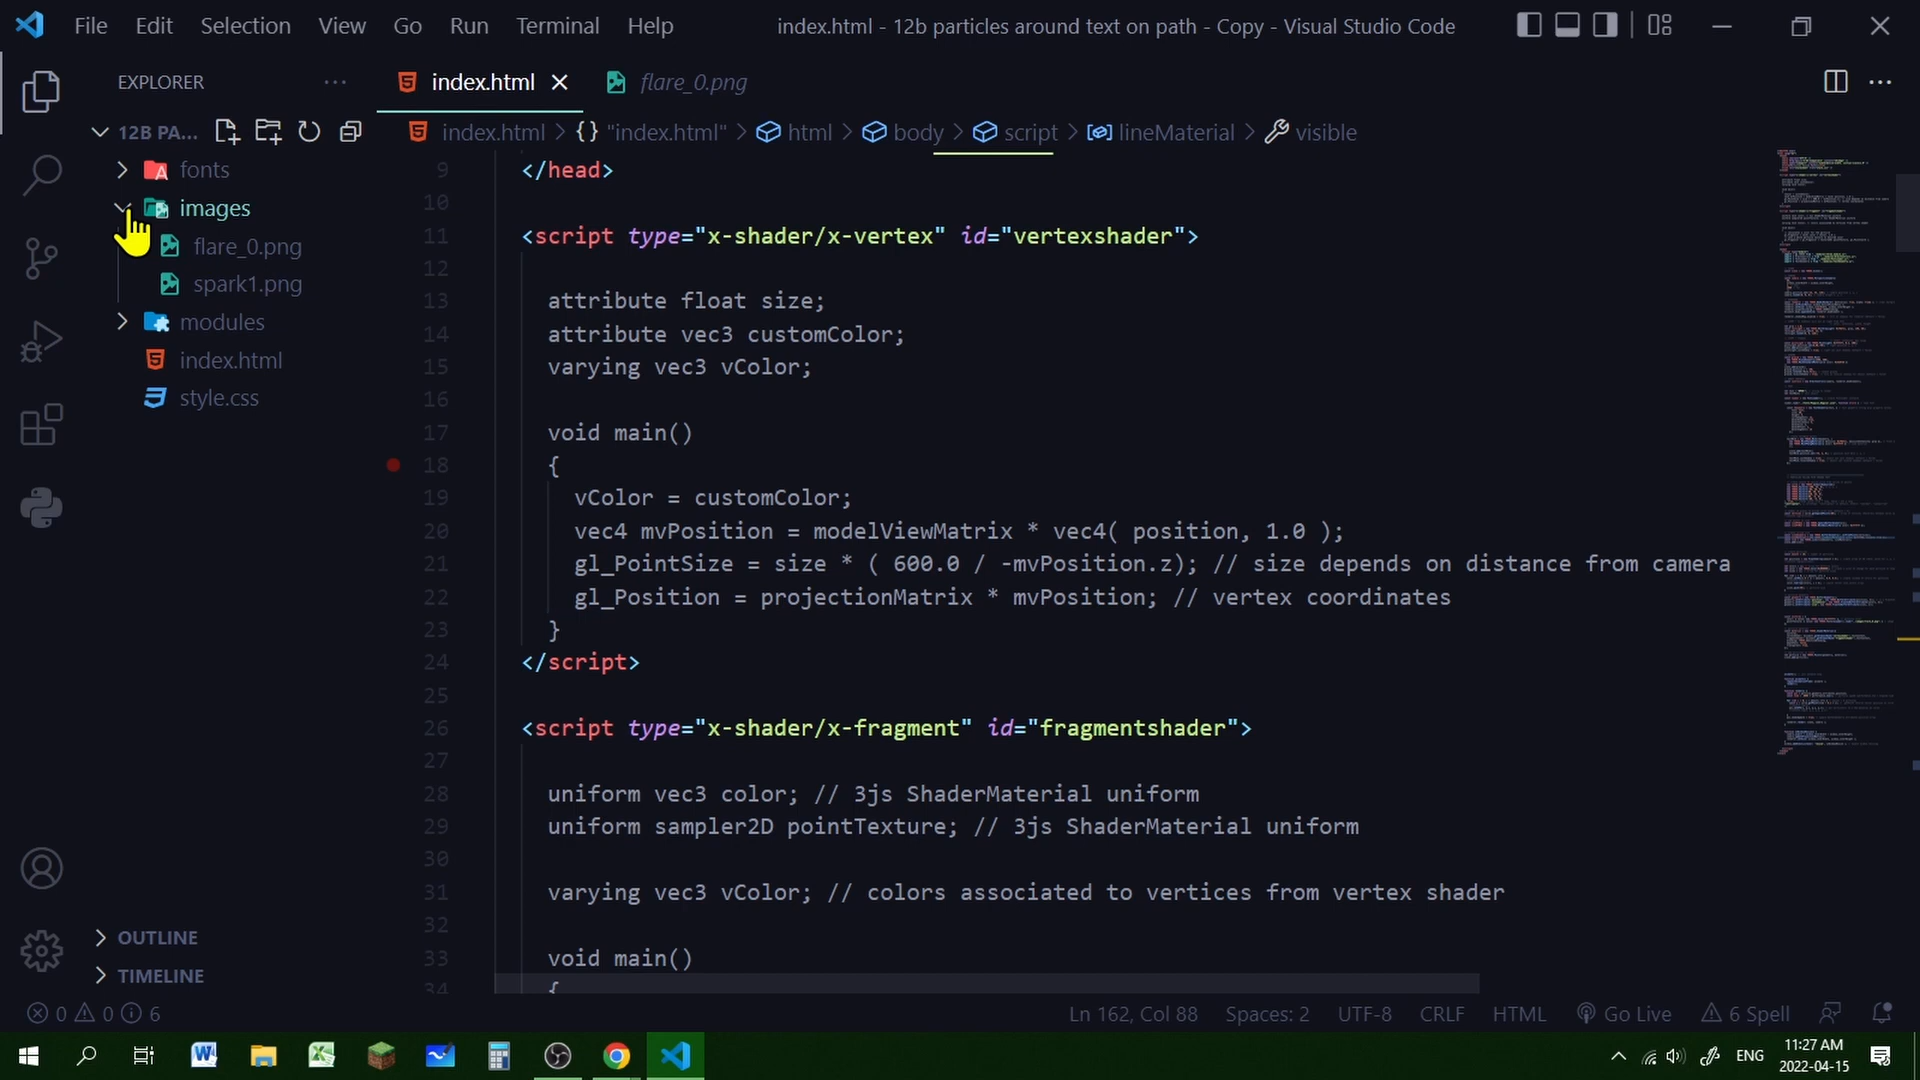 File Edit Selection View Go Run Terminal Help index.html - 12b particles around text on path - Copy - Visual Studio Code
EXPLORER
index.html
flare_0.png
12B PA...
index.html > {} "index.html" > html > body > script > lineMaterial > visible
fonts
images
flare_0.png
spark1.png
modules
index.html
style.css
OUTLINE
TIMELINE
9 </head>
10
11 <script type="x-shader/x-vertex" id="vertexshader">
12
13 attribute float size;
14 attribute vec3 customColor;
15 varying vec3 vColor;
16
17 void main()
18 {
19 vColor = customColor;
20 vec4 mvPosition = modelViewMatrix * vec4( position, 1.0 );
21 gl_PointSize = size * ( 600.0 / -mvPosition.z); // size depends on distance from camera
22 gl_Position = projectionMatrix * mvPosition; // vertex coordinates
23 }
24 </script>
25
26 <script type="x-shader/x-fragment" id="fragmentshader">
27
28 uniform vec3 color; // 3js ShaderMaterial uniform
29 uniform sampler2D pointTexture; // 3js ShaderMaterial uniform
30
31 varying vec3 vColor; // colors associated to vertices from vertex shader
32
33 void main()
34 {
0 0 6 Ln 162, Col 88 Spaces: 2 UTF-8 CRLF HTML Go Live 6 Spell
ENG
11:27 AM
2022-04-15